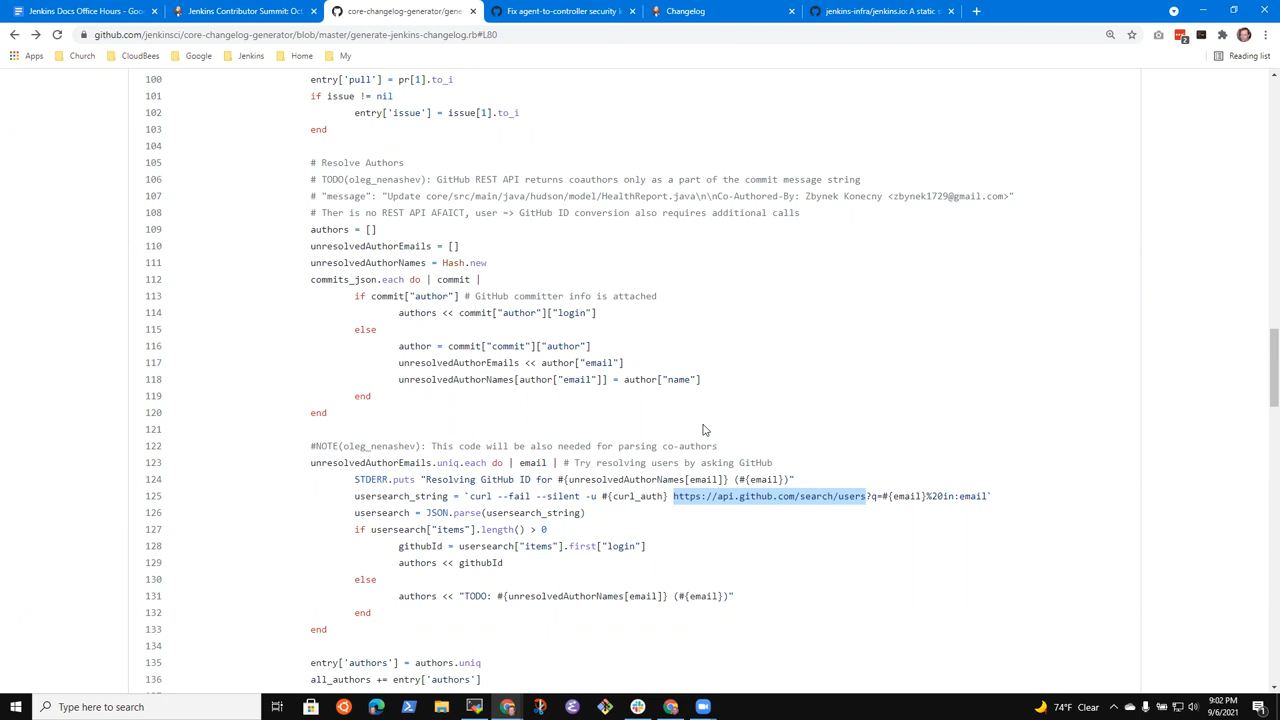 Jenkins Docs Office Hours - Goo
Jenkins Contributor Summit: Oct
core-changelog-generator/gene
Fix agent-to-controller security k
Changelog
jenkins-infra/jenkins.io: A static s
github.com/jenkinsci/core-changelog-generator/blob/master/generate-jenkins-changelog.rb#L80
Apps Church CloudBees Google Jenkins Home My Reading list
100 entry['pull'] = pr[1].to_i
101 if issue != nil
102 entry['issue'] = issue[1].to_i
103 end
104
105 # Resolve Authors
106 # TODO(oleg_nenashev): GitHub REST API returns coauthors only as a part of the commit message string
107 # "message": "Update core/src/main/java/hudson/model/HealthReport.java\n\nCo-Authored-By: Zbynek Konecny <zbynek1729@gmail.com>"
108 # Ther is no REST API AFAICT, user => GitHub ID conversion also requires additional calls
109 authors = []
110 unresolvedAuthorEmails = []
111 unresolvedAuthorNames = Hash.new
112 commits_json.each do | commit |
113 if commit["author"] # GitHub committer info is attached
114 authors << commit["author"]["login"]
115 else
116 author = commit["commit"]["author"]
117 unresolvedAuthorEmails << author["email"]
118 unresolvedAuthorNames[author["email"]] = author["name"]
119 end
120 end
121
122 #NOTE(oleg_nenashev): This code will be also needed for parsing co-authors
123 unresolvedAuthorEmails.uniq.each do | email | # Try resolving users by asking GitHub
124 STDERR.puts "Resolving GitHub ID for #{unresolvedAuthorNames[email]} (#{email})"
125 usersearch_string = `curl --fail --silent -u #{curl_auth} https://api.github.com/search/users?q=#{email}%20in:email`
126 usersearch = JSON.parse(usersearch_string)
127 if usersearch["items"].length() > 0
128 githubId = usersearch["items"].first["login"]
129 authors << githubId
130 else
131 authors << "TODO: #{unresolvedAuthorNames[email]} (#{email})"
132 end
133 end
134
135 entry['authors'] = authors.uniq
136 all_authors += entry['authors']
Type here to search
74°F Clear
9:02 PM
9/6/2021